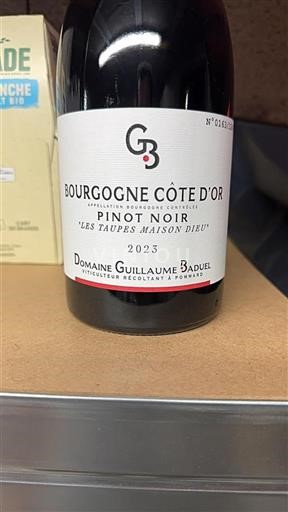 ADE
NCHE
T BIO
GB
BOURGOGNE CÔTE D'OR
APPELLATION BOURGOGNE CONTRÔLÉE
PINOT NOIR
"LES TAUPES MAISON DIEU"
2023
DOMAINE GUILLAUME BADUEL
VITICULTEUR RÉCOLTANT À POMMARD